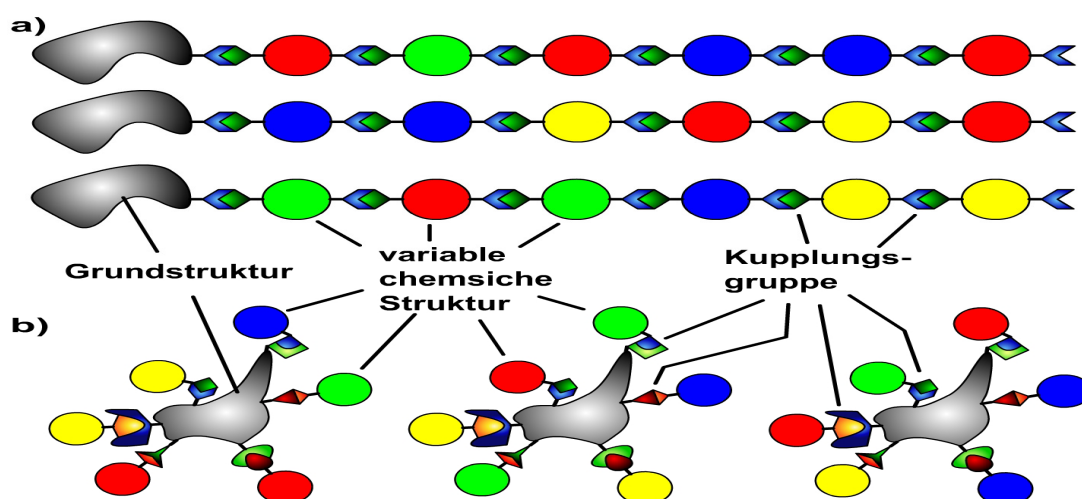 a)
Grundstruktur
variable
chemsiche
Struktur
Kupplungs-
gruppe
b)